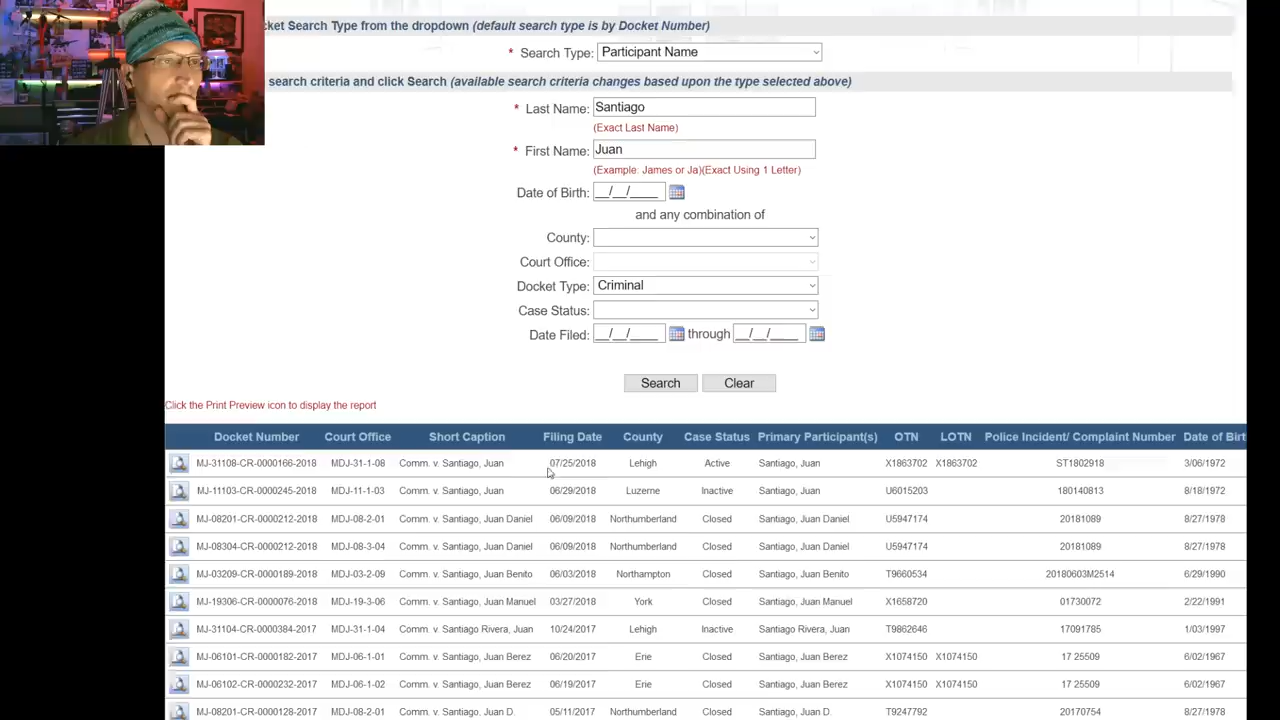 cket Search Type from the dropdown (default search type is by Docket Number)
* Search Type: Participant Name
search criteria and click Search (available search criteria changes based upon the type selected above)
* Last Name: Santiago
(Exact Last Name)
* First Name: Juan
(Example: James or Ja)(Exact Using 1 Letter)
Date of Birth: __/__/____
and any combination of
County:
Court Office:
Docket Type: Criminal
Case Status:
Date Filed: __/__/____ through __/__/____
Search Clear
Click the Print Preview icon to display the report
Docket Number Court Office Short Caption Filing Date County Case Status Primary Participant(s) OTN LOTN Police Incident/ Complaint Number Date of Birt
MJ-31108-CR-0000166-2018 MDJ-31-1-08 Comm. v. Santiago, Juan 07/25/2018 Lehigh Active Santiago, Juan X1863702 X1863702 ST1802918 3/06/1972
MJ-11103-CR-0000245-2018 MDJ-11-1-03 Comm. v. Santiago, Juan 06/29/2018 Luzerne Inactive Santiago, Juan U6015203 180140813 8/18/1972
MJ-08201-CR-0000212-2018 MDJ-08-2-01 Comm. v. Santiago, Juan Daniel 06/09/2018 Northumberland Closed Santiago, Juan Daniel U5947174 20181089 8/27/1978
MJ-08304-CR-0000212-2018 MDJ-08-3-04 Comm. v. Santiago, Juan Daniel 06/09/2018 Northumberland Closed Santiago, Juan Daniel U5947174 20181089 8/27/1978
MJ-03209-CR-0000189-2018 MDJ-03-2-09 Comm. v. Santiago, Juan Benito 06/03/2018 Northampton Closed Santiago, Juan Benito T9660534 20180603M2514 6/29/1990
MJ-19306-CR-0000076-2018 MDJ-19-3-06 Comm. v. Santiago, Juan Manuel 03/27/2018 York Closed Santiago, Juan Manuel X1658720 01730072 2/22/1991
MJ-31104-CR-0000384-2017 MDJ-31-1-04 Comm. v. Santiago Rivera, Juan 10/24/2017 Lehigh Inactive Santiago Rivera, Juan T9862646 17091785 1/03/1997
MJ-06101-CR-0000182-2017 MDJ-06-1-01 Comm. v. Santiago, Juan Berez 06/20/2017 Erie Closed Santiago, Juan Berez X1074150 X1074150 17 25509 6/02/1967
MJ-06102-CR-0000232-2017 MDJ-06-1-02 Comm. v. Santiago, Juan Berez 06/19/2017 Erie Closed Santiago, Juan Berez X1074150 X1074150 17 25509 6/02/1967
MJ-08201-CR-0000128-2017 MDJ-08-2-01 Comm. v. Santiago, Juan D. 05/11/2017 Northumberland Closed Santiago, Juan D. T9247792 20170754 8/27/1978